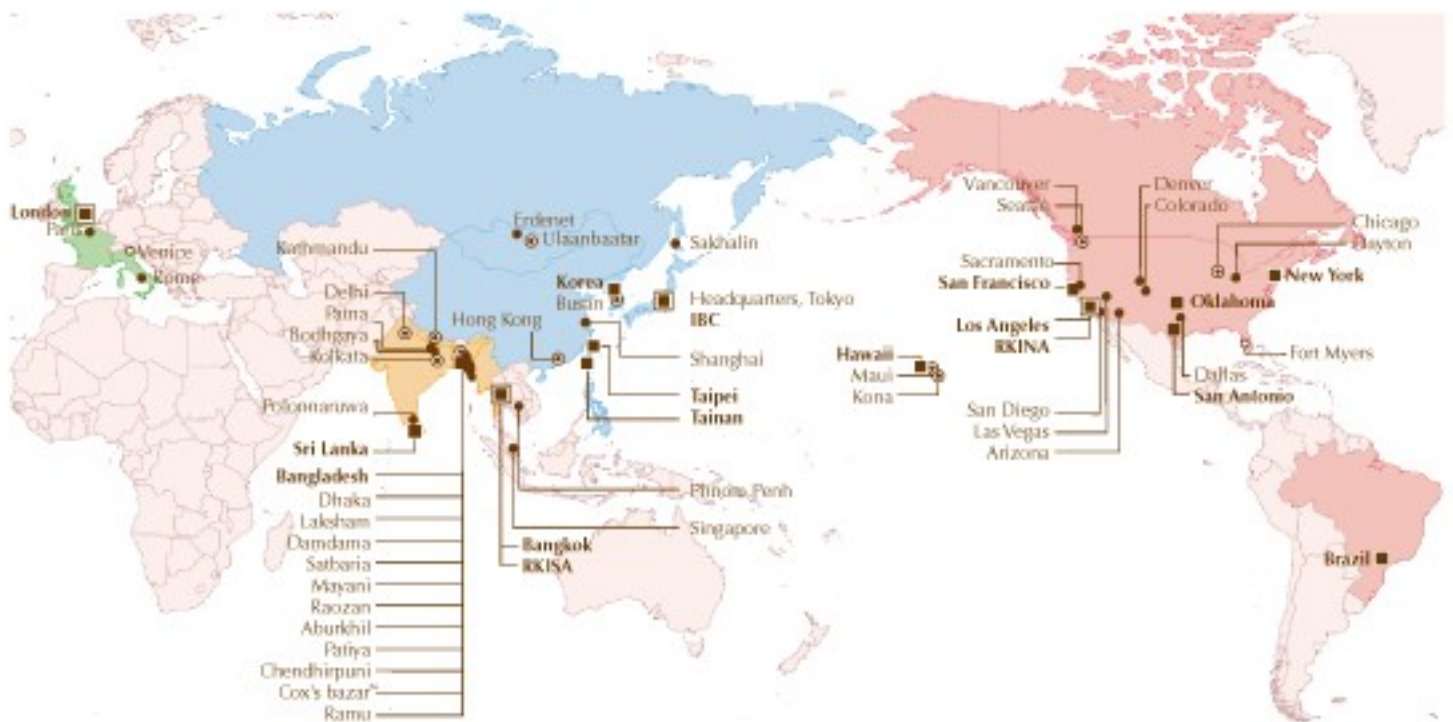 London
Paris
Venice
Rome
Kathmandu
Delhi
Patna
Bodhgaya
Kolkata
Polonnaruwa
Sri Lanka
Bangladesh
Dhaka
Laksham
Damdama
Satbaria
Mayani
Raozan
Aburkhil
Patiya
Chendhirpuni
Cox's bazar
Ramu
Erdenet
Ulaanbaatar
Sakhalin
Korea
Busan
Headquarters, Tokyo
IBC
Hong Kong
Shanghai
Taipei
Tainan
Phnom Penh
Singapore
Bangkok
RKISA
Hawaii
Maui
Kona
Vancouver
Seattle
Sacramento
San Francisco
Los Angeles
RKINA
San Diego
Las Vegas
Arizona
Denver
Colorado
Chicago
Dayton
New York
Oklahoma
Fort Myers
Dallas
San Antonio
Brazil